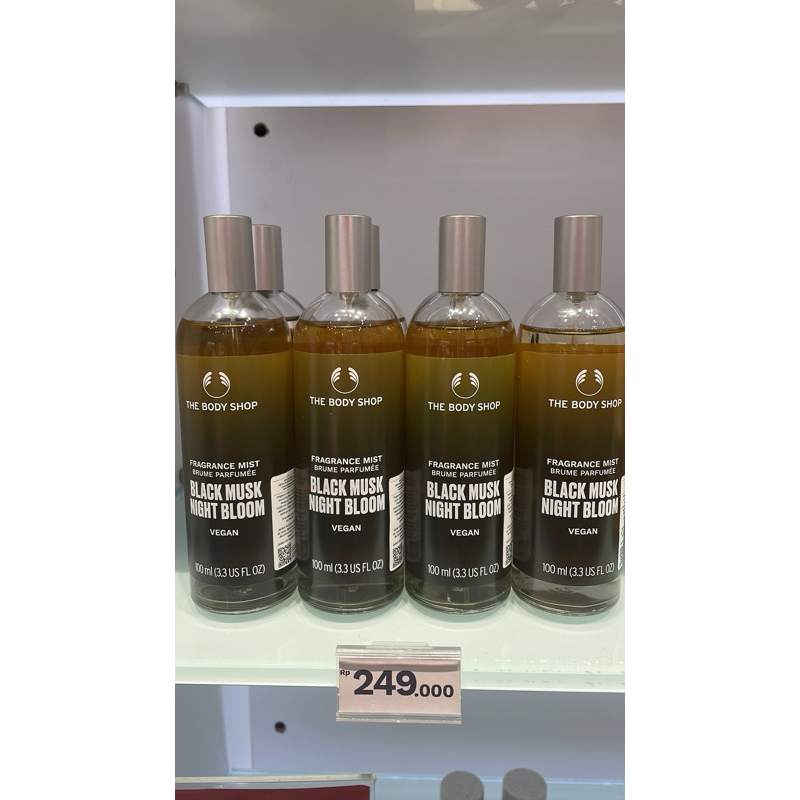 THE BODY SHOP
FRAGRANCE MIST
BRUME PARFUMÉE
BLACK MUSK
NIGHT BLOOM
VEGAN
100 ml (3.3 US FL OZ)
THE BODY SHOP
FRAGRANCE MIST
BRUME PARFUMÉE
BLACK MUSK
NIGHT BLOOM
VEGAN
100 ml (3.3 US FL OZ)
THE BODY SHOP
FRAGRANCE MIST
BRUME PARFUMÉE
BLACK MUSK
NIGHT BLOOM
VEGAN
100 ml (3.3 US FL OZ)
THE BODY SHOP
FRAGRANCE MIST
BRUME PARFUMÉE
BLACK MUSK
NIGHT BLOOM
VEGAN
100 ml (3.3 US FL OZ)
Rp 249.000